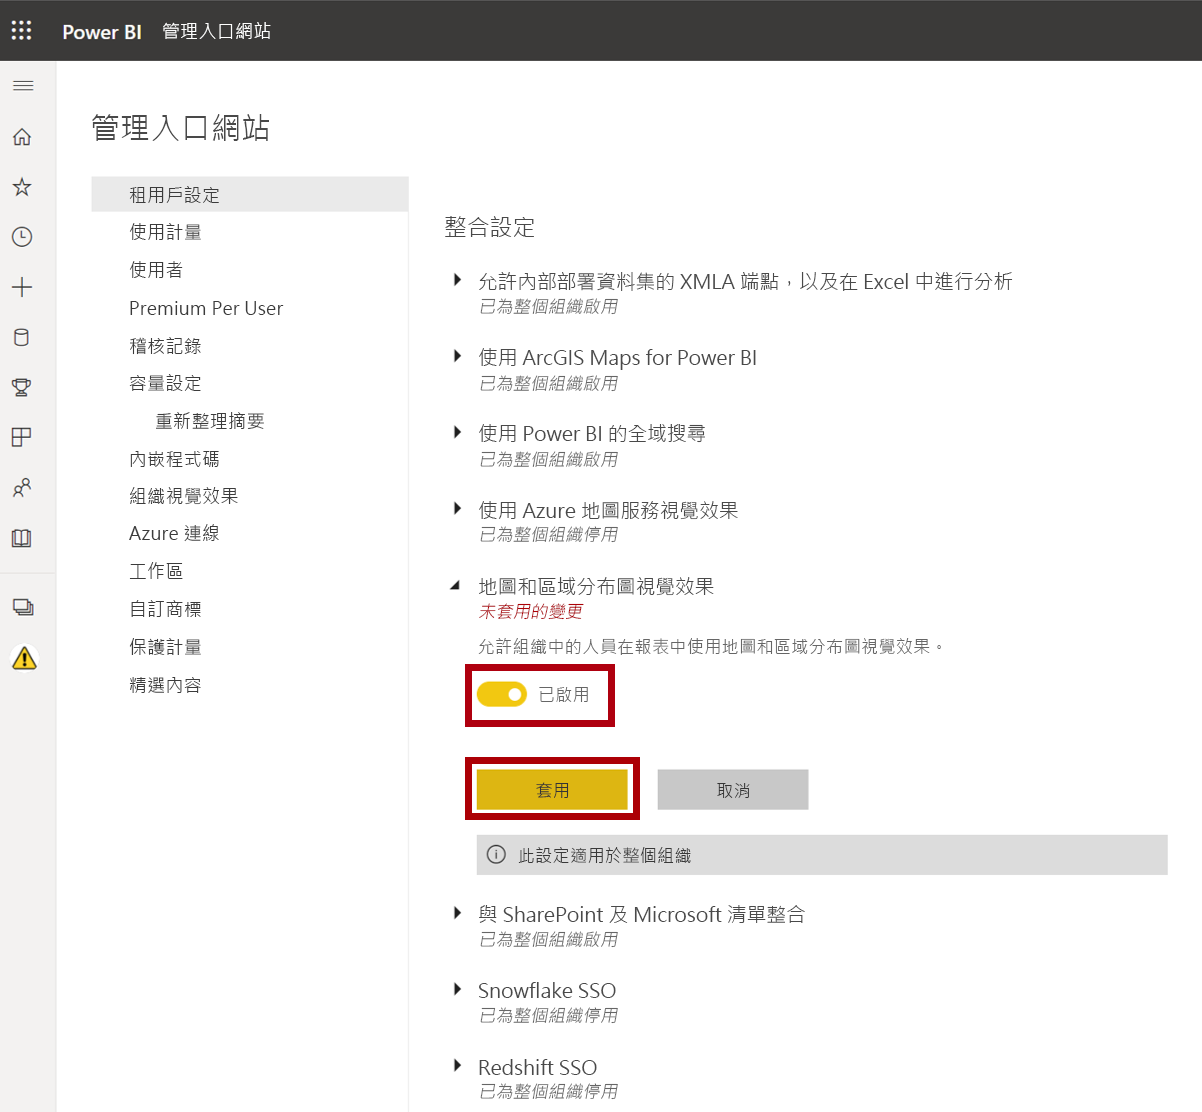 Power BI 管理入口網站
管理入口網站
租用戶設定
使用計量
使用者
Premium Per User
稽核記錄
容量設定
重新整理摘要
內嵌程式碼
組織視覺效果
Azure 連線
工作區
自訂商標
保護計量
精選內容
整合設定
允許內部部署資料集的 XMLA 端點，以及在 Excel 中進行分析
已為整個組織啟用
使用 ArcGIS Maps for Power BI
已為整個組織啟用
使用 Power BI 的全域搜尋
已為整個組織啟用
使用 Azure 地圖服務視覺效果
已為整個組織停用
地圖和區域分布圖視覺效果
未套用的變更
允許組織中的人員在報表中使用地圖和區域分布圖視覺效果。
已啟用
套用 取消
此設定適用於整個組織
與 SharePoint 及 Microsoft 清單整合
已為整個組織啟用
Snowflake SSO
已為整個組織停用
Redshift SSO
已為整個組織停用